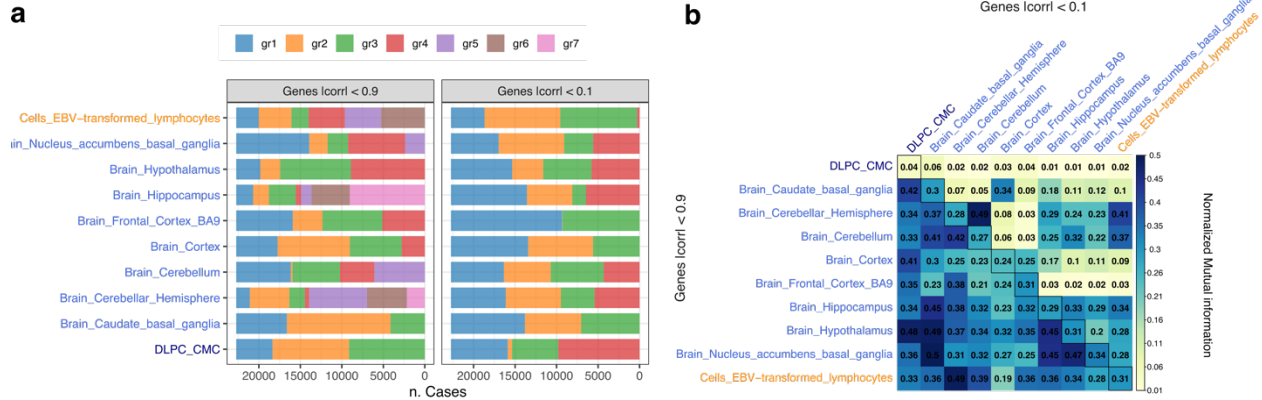 a
gr1 gr2 gr3 gr4 gr5 gr6 gr7
Genes lcorrl < 0.9 Genes lcorrl < 0.1
Cells_EBV−transformed_lymphocytes
in_Nucleus_accumbens_basal_ganglia
Brain_Hypothalamus
Brain_Hippocampus
Brain_Frontal_Cortex_BA9
Brain_Cortex
Brain_Cerebellum
Brain_Cerebellar_Hemisphere
Brain_Caudate_basal_ganglia
DLPC_CMC
20000 15000 10000 5000 0 20000 15000 10000 5000 0
n. Cases
b
Genes lcorrl < 0.1
DLPC_CMC
Brain_Caudate_basal_ganglia
Brain_Cerebellar_Hemisphere
Brain_Cerebellum
Brain_Cortex
Brain_Frontal_Cortex_BA9
Brain_Hippocampus
Brain_Hypothalamus
Brain_Nucleus_accumbens_basal_ganglia
Cells_EBV−transformed_lymphocytes
Genes lcorrl < 0.9
DLPC_CMC 0.04 0.06 0.02 0.02 0.03 0.04 0.01 0.01 0.01 0.02
Brain_Caudate_basal_ganglia 0.42 0.3 0.07 0.05 0.34 0.09 0.18 0.11 0.12 0.1
Brain_Cerebellar_Hemisphere 0.34 0.37 0.28 0.48 0.08 0.03 0.29 0.24 0.23 0.41
Brain_Cerebellum 0.33 0.41 0.42 0.27 0.06 0.03 0.25 0.32 0.22 0.37
Brain_Cortex 0.41 0.3 0.25 0.23 0.24 0.25 0.17 0.1 0.11 0.09
Brain_Frontal_Cortex_BA9 0.35 0.23 0.38 0.21 0.24 0.31 0.03 0.02 0.02 0.03
Brain_Hippocampus 0.34 0.45 0.38 0.32 0.23 0.32 0.29 0.33 0.29 0.34
Brain_Hypothalamus 0.48 0.49 0.37 0.34 0.32 0.35 0.45 0.31 0.2 0.28
Brain_Nucleus_accumbens_basal_ganglia 0.36 0.5 0.31 0.32 0.27 0.25 0.45 0.47 0.34 0.28
Cells_EBV−transformed_lymphocytes 0.33 0.36 0.49 0.39 0.19 0.36 0.36 0.34 0.28 0.31
0.5
0.45
0.4
0.35
0.3
0.26
0.21
0.16
0.11
0.06
0.01
Normalized Mutual information